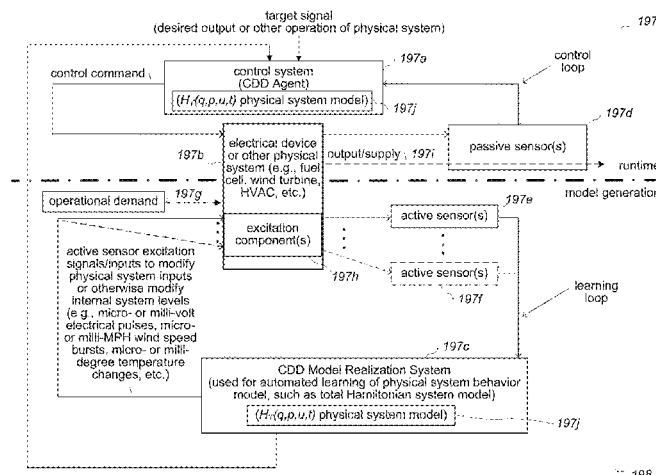 target signal
(desired output or other operation of physical system)
197
197a
control system
(CDD Agent)
(HT(q,p,u,t) physical system model)
197j
control command
control
loop
197d
passive sensor(s)
197b
electrical device
or other physical
system (e.g., fuel
cell, wind turbine,
HVAC, etc.)
output/supply
197i
runtime
model generation
operational demand
197g
excitation
component(s)
197h
197e
active sensor(s)
active sensor(s)
197f
active sensor excitation
signals/inputs to modify
physical system inputs
or otherwise modify
internal system levels
(e.g., micro- or milli-volt
electrical pulses, micro-
or milli-MPH wind speed
bursts, micro- or milli-
degree temperature
changes, etc.)
learning
loop
197c
CDD Model Realization System
(used for automated learning of physical system behavior
model, such as total Hamiltonian system model)
(HT(q,p,u,t) physical system model)
197j